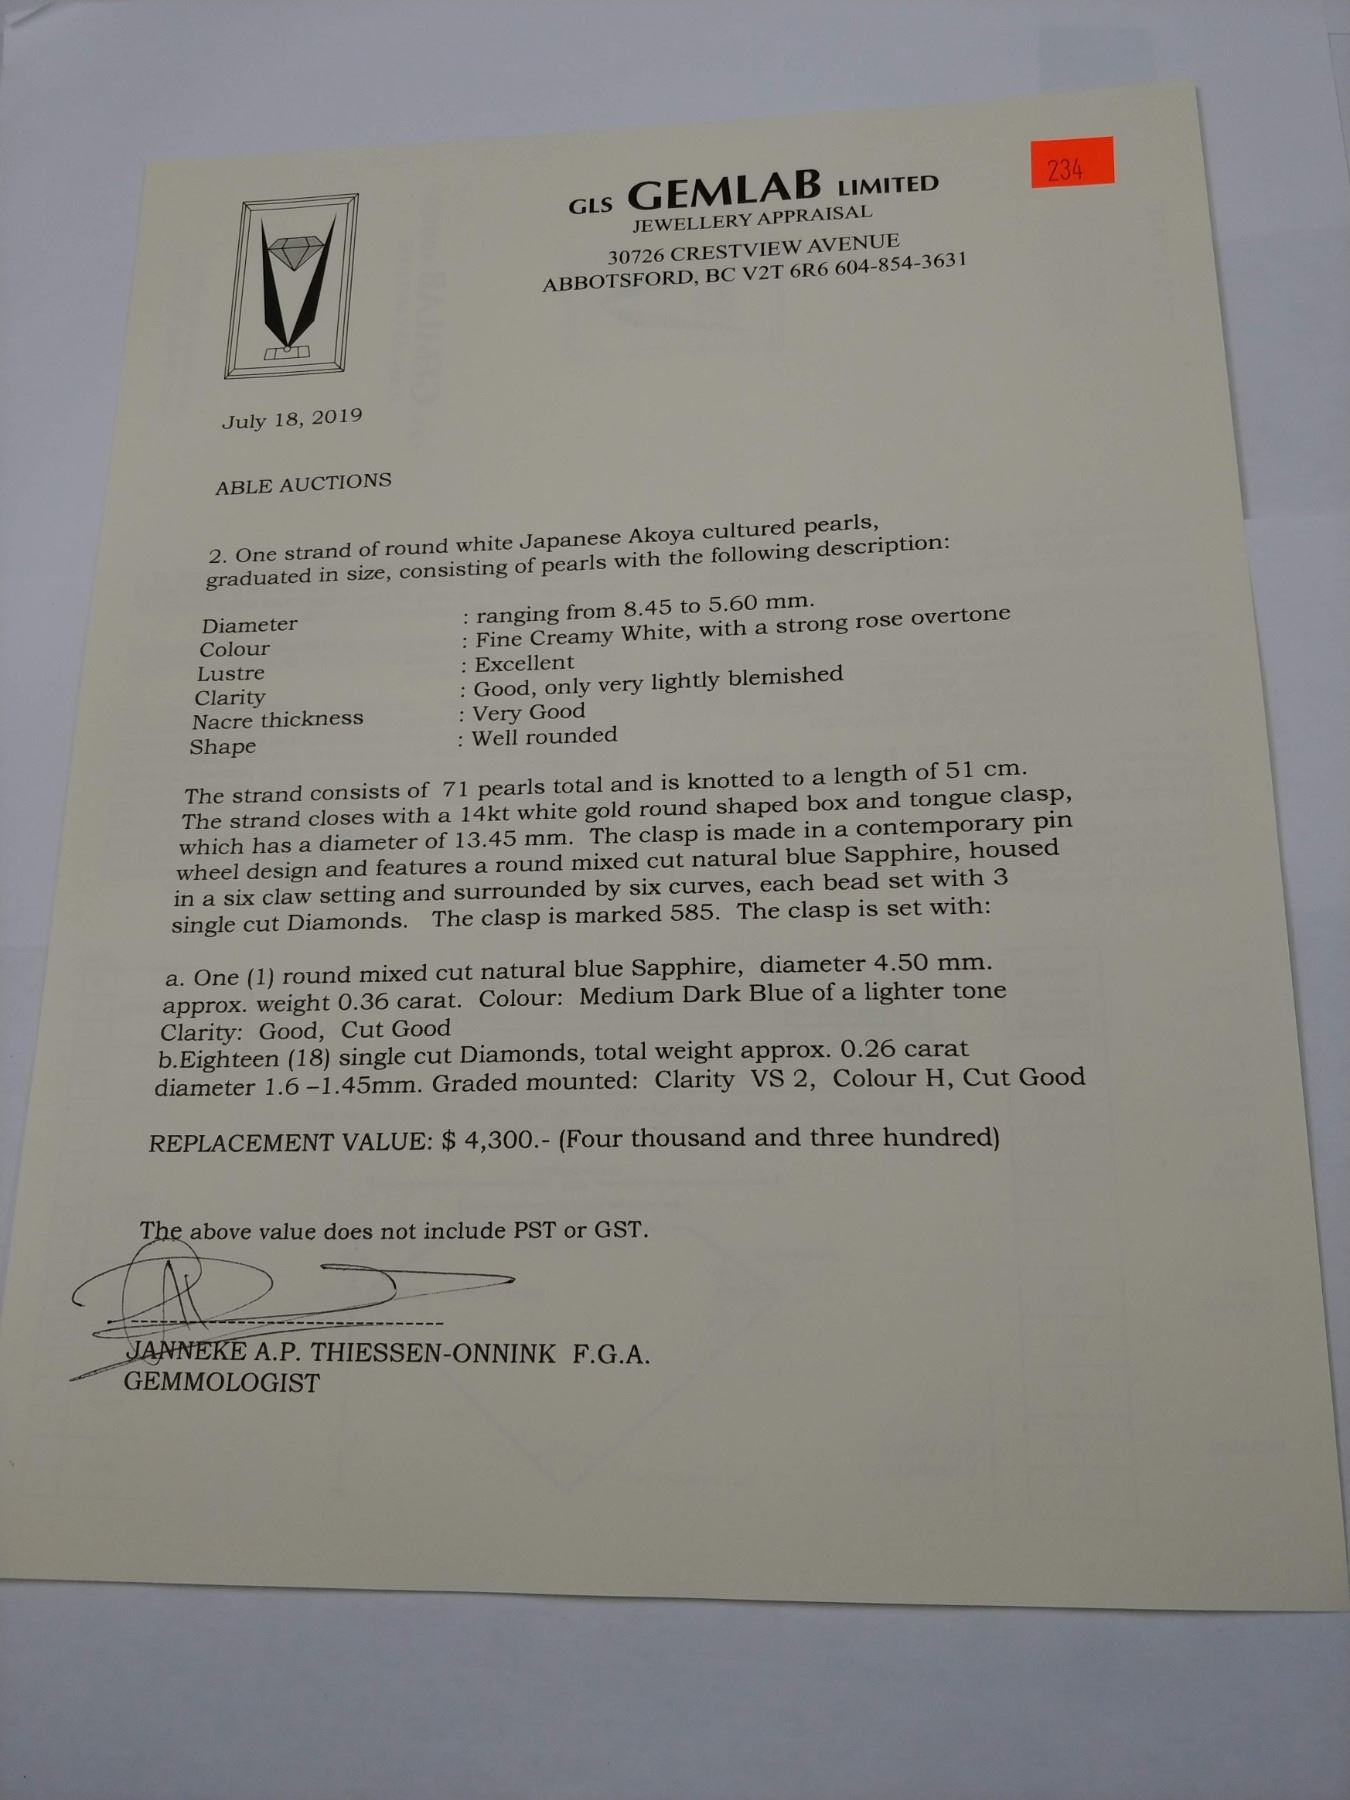 234
GLS GEMLAB LIMITED
JEWELLERY APPRAISAL
30726 CRESTVIEW AVENUE
ABBOTSFORD, BC V2T 6R6 604-854-3631
July 18, 2019
ABLE AUCTIONS
2. One strand of round white Japanese Akoya cultured pearls,
graduated in size, consisting of pearls with the following description:
Diameter : ranging from 8.45 to 5.60 mm.
Colour : Fine Creamy White, with a strong rose overtone
Lustre : Excellent
Clarity : Good, only very lightly blemished
Nacre thickness : Very Good
Shape : Well rounded
The strand consists of 71 pearls total and is knotted to a length of 51 cm.
The strand closes with a 14kt white gold round shaped box and tongue clasp,
which has a diameter of 13.45 mm. The clasp is made in a contemporary pin
wheel design and features a round mixed cut natural blue Sapphire, housed
in a six claw setting and surrounded by six curves, each bead set with 3
single cut Diamonds. The clasp is marked 585. The clasp is set with:
a. One (1) round mixed cut natural blue Sapphire, diameter 4.50 mm.
approx. weight 0.36 carat. Colour: Medium Dark Blue of a lighter tone
Clarity: Good, Cut Good
b.Eighteen (18) single cut Diamonds, total weight approx. 0.26 carat
diameter 1.6 –1.45mm. Graded mounted: Clarity VS 2, Colour H, Cut Good
REPLACEMENT VALUE: $ 4,300.- (Four thousand and three hundred)
The above value does not include PST or GST.
JANNEKE A.P. THIESSEN-ONNINK F.G.A.
GEMMOLOGIST